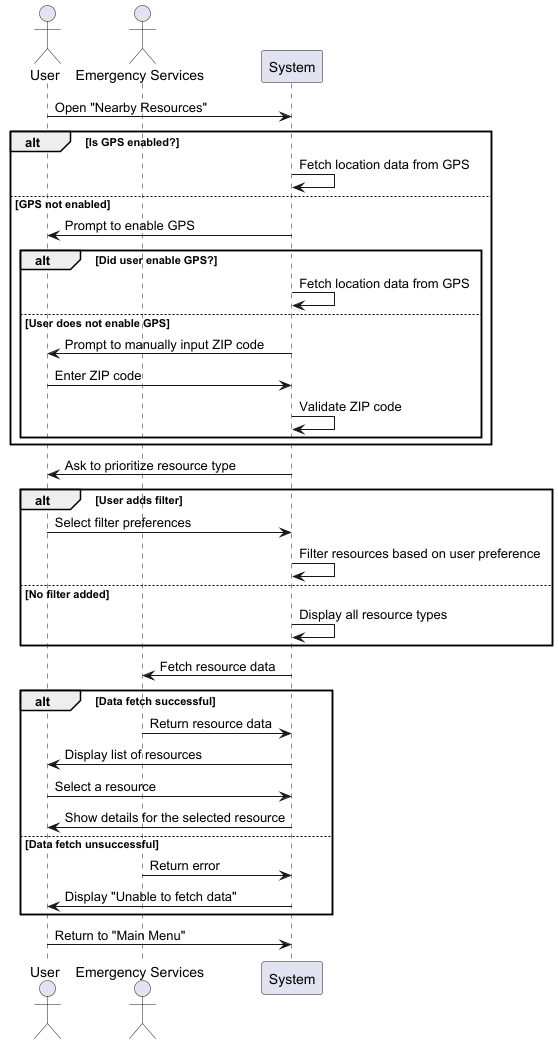 User
Emergency Services
System
Open "Nearby Resources"
alt
[Is GPS enabled?]
Fetch location data from GPS
[GPS not enabled]
Prompt to enable GPS
alt
[Did user enable GPS?]
Fetch location data from GPS
[User does not enable GPS]
Prompt to manually input ZIP code
Enter ZIP code
Validate ZIP code
Ask to prioritize resource type
alt
[User adds filter]
Select filter preferences
Filter resources based on user preference
[No filter added]
Display all resource types
Fetch resource data
alt
[Data fetch successful]
Return resource data
Display list of resources
Select a resource
Show details for the selected resource
[Data fetch unsuccessful]
Return error
Display "Unable to fetch data"
Return to "Main Menu"
User
Emergency Services
System